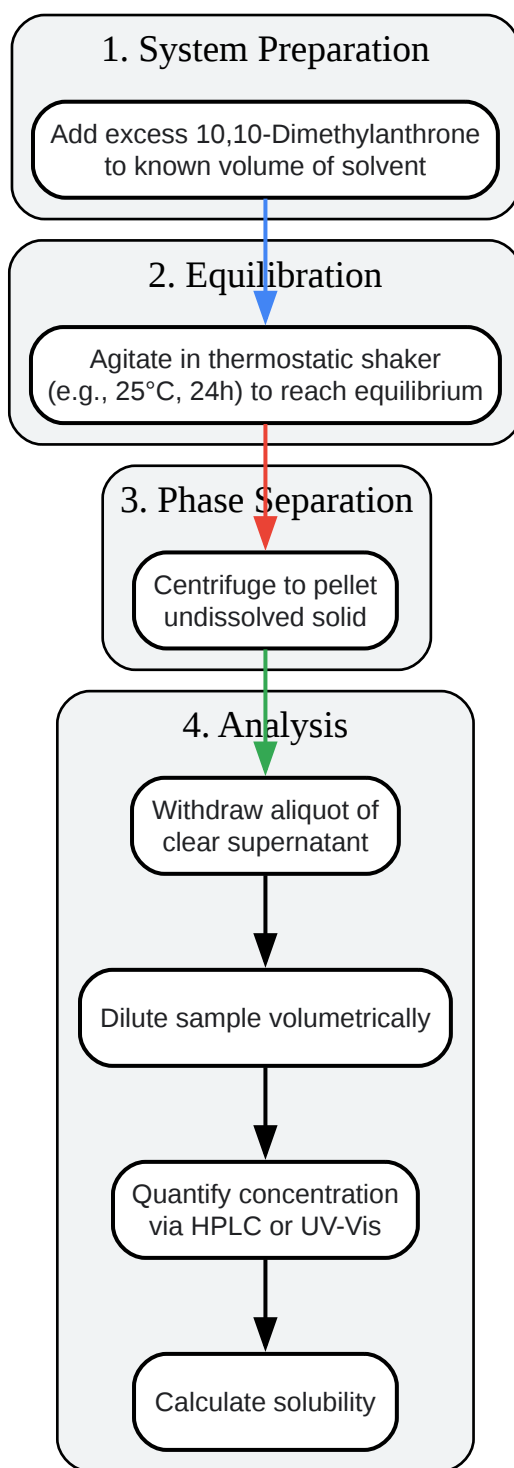 1. System Preparation
Add excess 10,10-Dimethylanthrone
to known volume of solvent
2. Equilibration
Agitate in thermostatic shaker
(e.g., 25°C, 24h) to reach equilibrium
3. Phase Separation
Centrifuge to pellet
undissolved solid
4. Analysis
Withdraw aliquot of
clear supernatant
Dilute sample volumetrically
Quantify concentration
via HPLC or UV-Vis
Calculate solubility